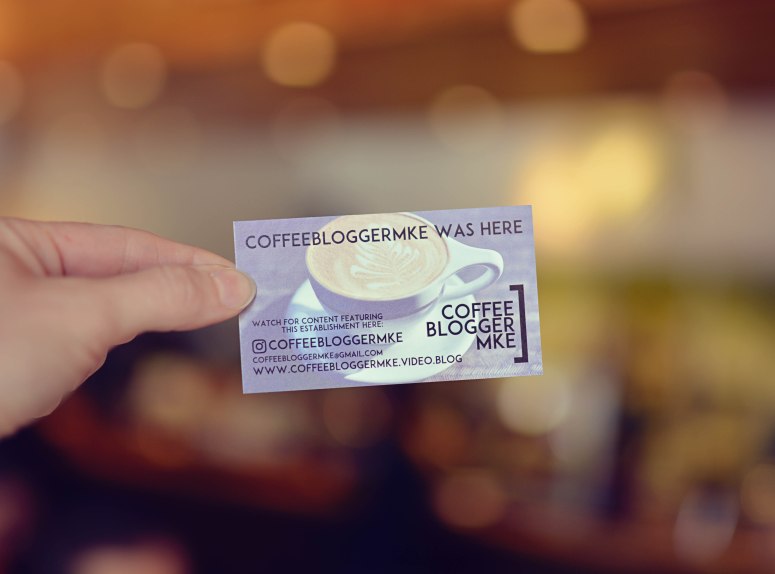 COFFEEBLOGGERMKE WAS HERE
WATCH FOR CONTENT FEATURING
THIS ESTABLISHMENT HERE:
COFFEEBLOGGERMKE
COFFEEBLOGGERMKE@GMAIL.COM
WWW.COFFEEBLOGGERMKE.VIDEO.BLOG
COFFEE
BLOGGER
MKE